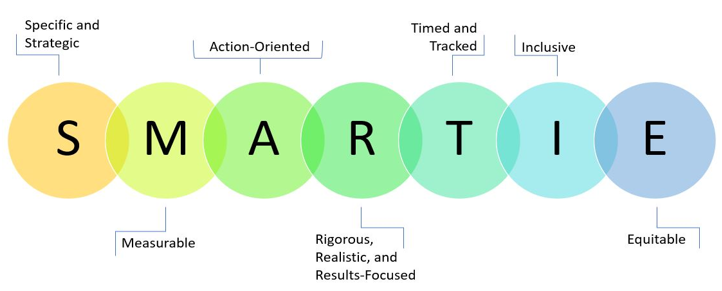 Specific and
Strategic
Action-Oriented
Timed and
Tracked
Inclusive
S M A R T I E
Measurable
Rigorous,
Realistic, and
Results-Focused
Equitable